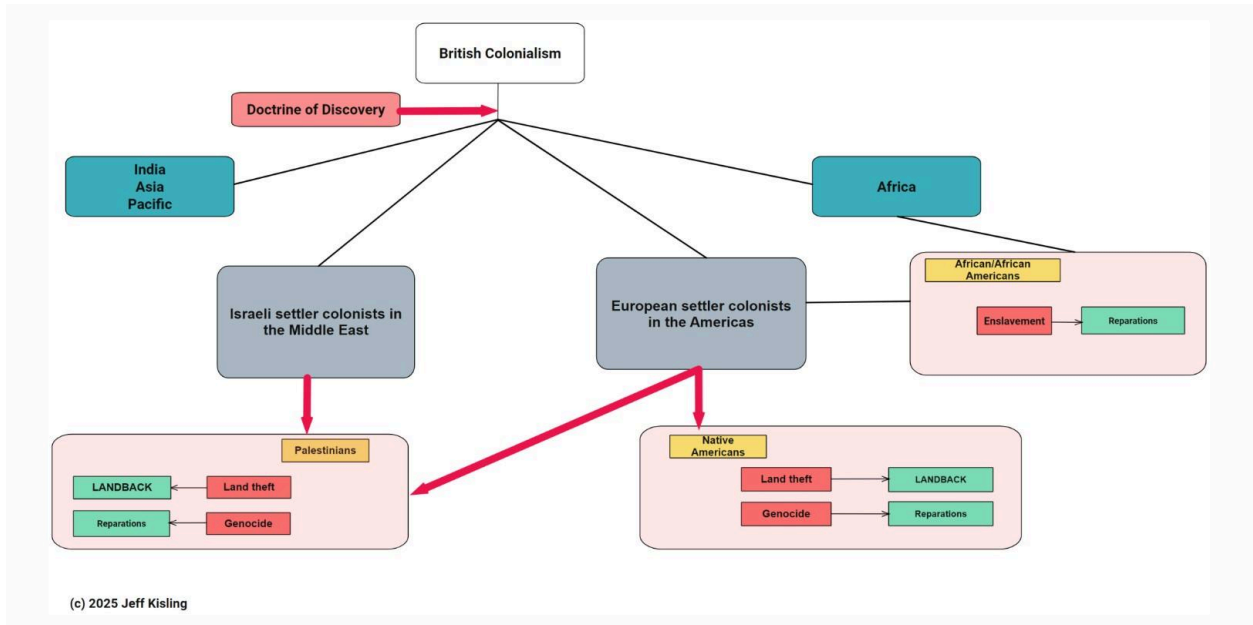 British Colonialism
Doctrine of Discovery
India
Asia
Pacific
Africa
Israeli settler colonists in
the Middle East
European settler colonists
in the Americas
African/African
Americans
Enslavement
Reparations
Palestinians
LANDBACK
Land theft
Reparations
Genocide
Native
Americans
Land theft
LANDBACK
Genocide
Reparations
(c) 2025 Jeff Kisling